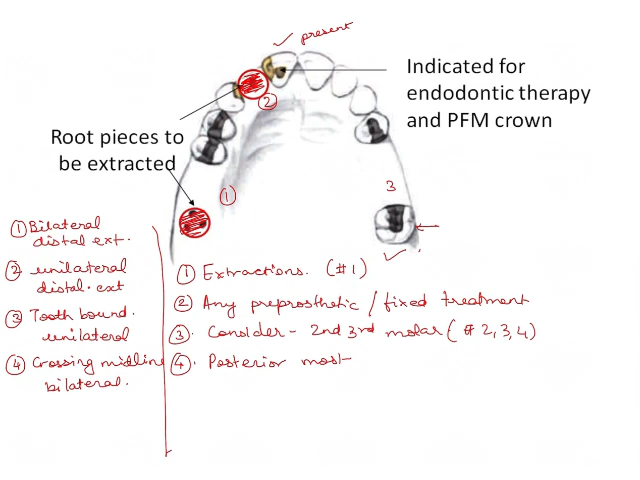 ✓ present
Indicated for
endodontic therapy
and PFM crown
②
Root pieces to
be extracted
①
3
① Bilateral
distal ext.
② unilateral
distal. ext
③ Tooth bound.
unilateral
④ Crossing midline
bilateral.
① Extractions. (#1)
② Any preprosthetic / fixed treatment
③ Consider - 2nd 3rd molar (# 2, 3, 4)
④. Posterior most